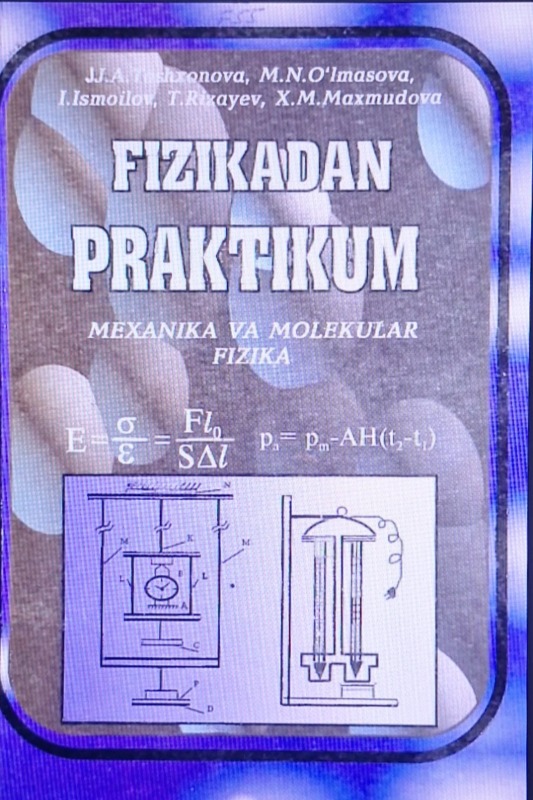 J.J.A. Toshxonova, M.N.O'lmasova,
I.Ismoilov, T.Rizayev, X.M.Maxmudova
FIZIKADAN
PRAKTIKUM
MEXANIKA VA MOLEKULAR
FIZIKA
E = σ/ε = Fl₀/SΔl pₐ= pₘ-AH(t₂-t₁)
N
M K M
L B L
A
C
P
D